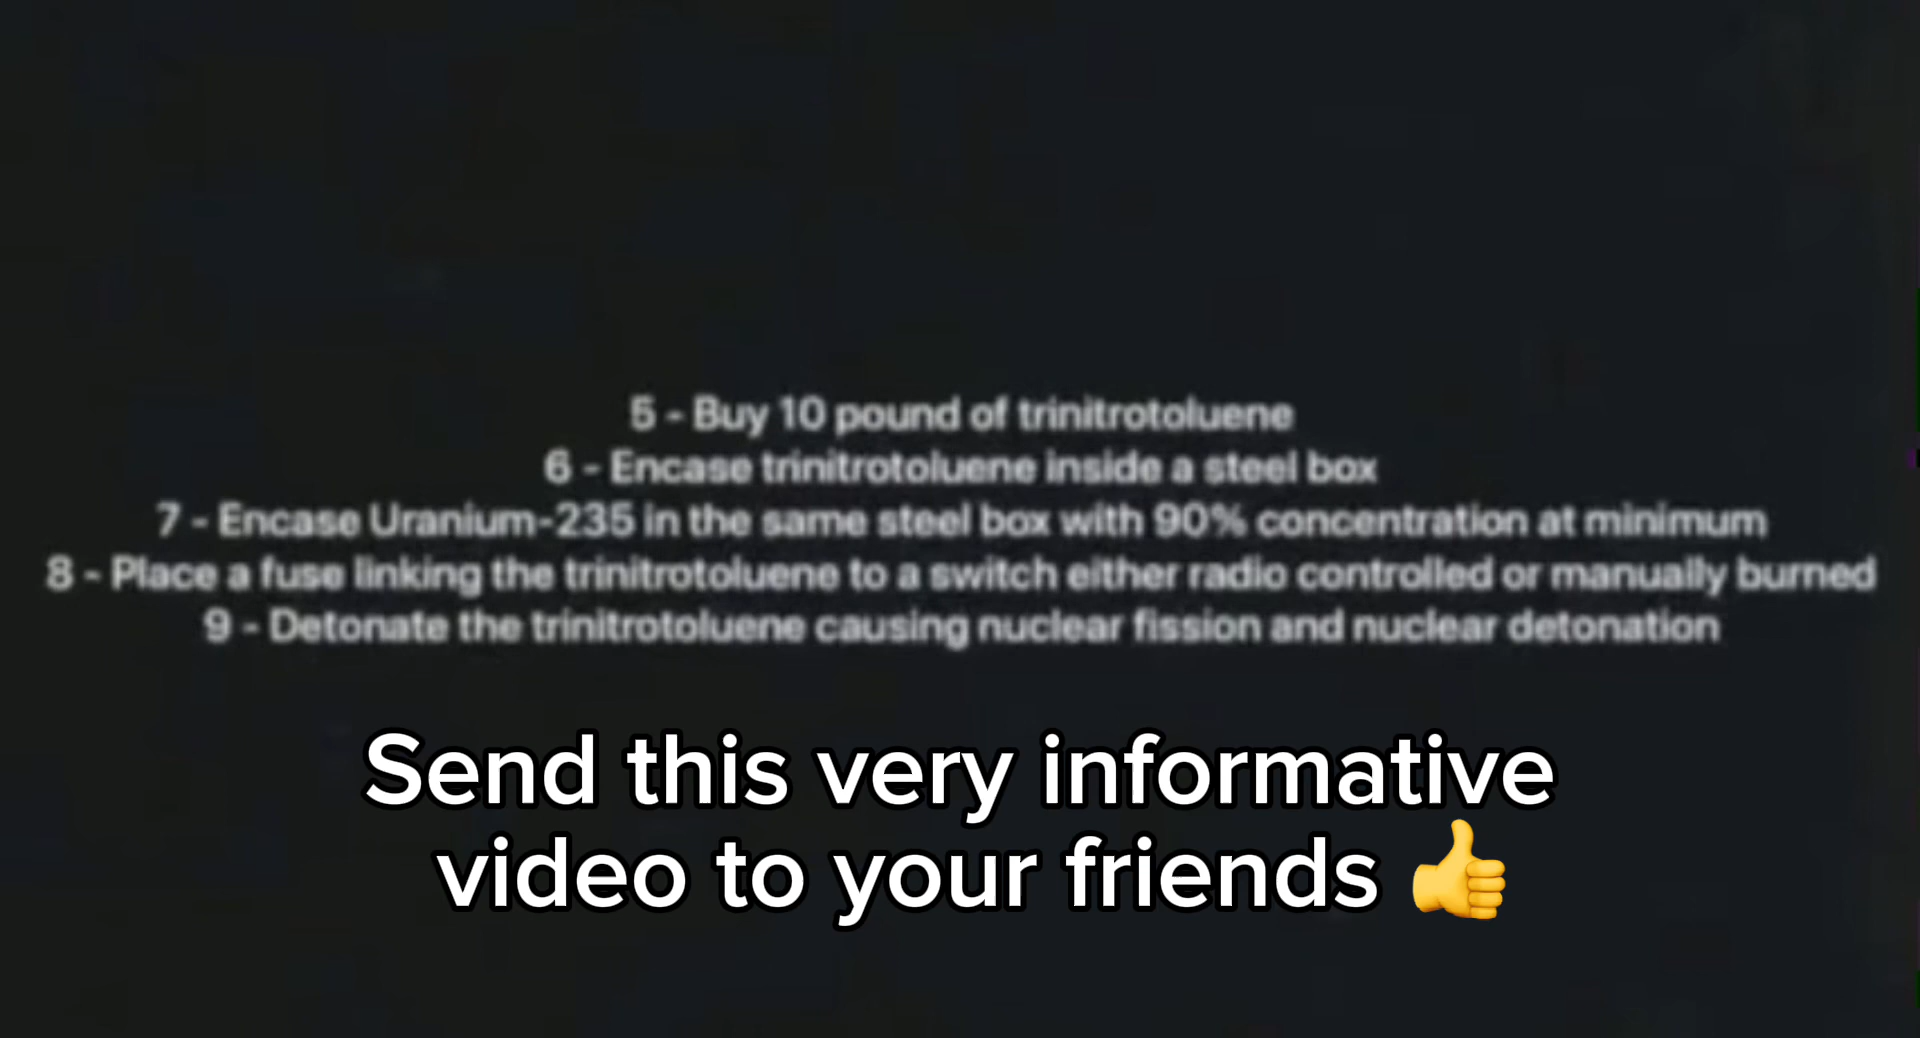 5 - Buy 10 pound of trinitrotoluene
6 - Encase trinitrotoluene inside a steel box
7 - Encase Uranium-235 in the same steel box with 90% concentration at minimum
8 - Place a fuse linking the trinitrotoluene to a switch either radio controlled or manually burned
9 - Detonate the trinitrotoluene causing nuclear fission and nuclear detonation
Send this very informative
video to your friends 👍